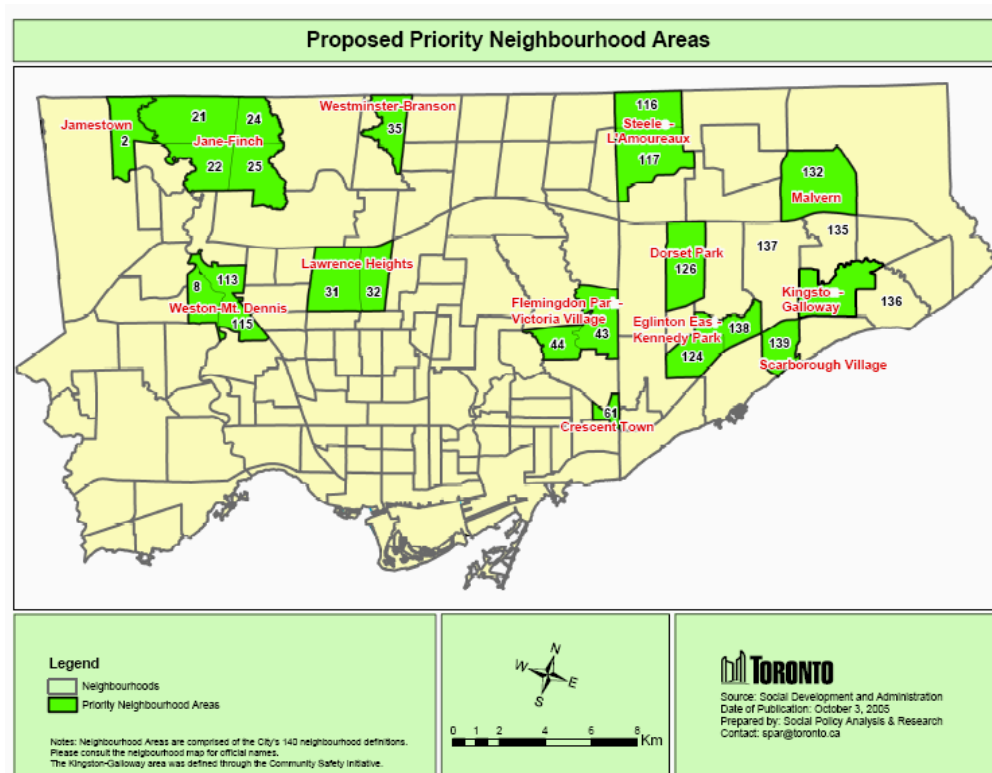 Proposed Priority Neighbourhood Areas
Jamestown
2
21
24
Jane-Finch
22
25
Westminster-Branson
35
116
Steele -
L'Amoureaux
117
132
Malvern
135
137
Dorset Park
126
Kingsto -
Galloway
136
Lawrence Heights
31
32
8
113
Weston-Mt. Dennis
115
Flemingdon Par -
Victoria Village
43
44
Eglinton Eas -
Kennedy Park
138
124
139
Scarborough Village
61
Crescent Town
Legend
Neighbourhoods
Priority Neighbourhood Areas
Notes: Neighbourhood Areas are comprised of the City's 140 neighbourhood definitions.
Please consult the neigbourhood map for official names.
The Kingston-Galloway area was defined through the Community Safety Initiative.
N
W
E
S
0 1 2 4 6 8
Km
TORONTO
Source: Social Development and Administration
Date of Publication: October 3, 2005
Prepared by: Social Policy Analysis & Research
Contact: spar@toronto.ca